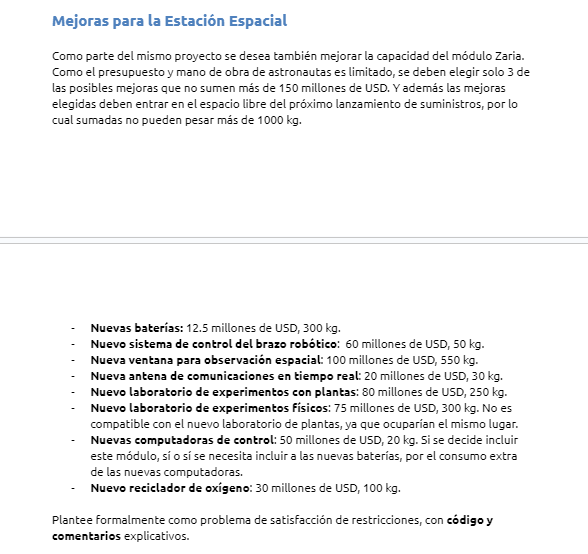 Mejoras para la Estación Espacial
Como parte del mismo proyecto se desea también mejorar la capacidad del módulo Zaria.
Como el presupuesto y mano de obra de astronautas es limitado, se deben elegir solo 3 de
las posibles mejoras que no sumen más de 150 millones de USD. Y además las mejoras
elegidas deben entrar en el espacio libre del próximo lanzamiento de suministros, por lo
cual sumadas no pueden pesar más de 1000 kg.
- Nuevas baterías: 12.5 millones de USD, 300 kg.
- Nuevo sistema de control del brazo robótico: 60 millones de USD, 50 kg.
- Nueva ventana para observación espacial: 100 millones de USD, 550 kg.
- Nueva antena de comunicaciones en tiempo real: 20 millones de USD, 30 kg.
- Nuevo laboratorio de experimentos con plantas: 80 millones de USD, 250 kg.
- Nuevo laboratorio de experimentos físicos: 75 millones de USD, 300 kg. No es
compatible con el nuevo laboratorio de plantas, ya que ocuparían el mismo lugar.
- Nuevas computadoras de control: 50 millones de USD, 20 kg. Si se decide incluir
este módulo, sí o sí se necesita incluir a las nuevas baterías, por el consumo extra
de las nuevas computadoras.
- Nuevo reciclador de oxígeno: 30 millones de USD, 100 kg.
Plantee formalmente como problema de satisfacción de restricciones, con código y
comentarios explicativos.